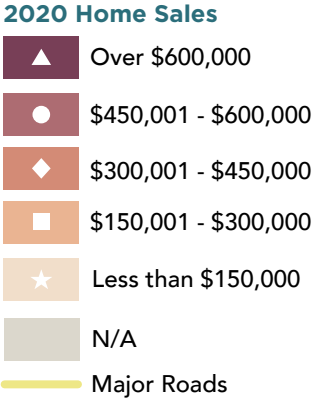 2020 Home Sales
Over $600,000
$450,001 - $600,000
$300,001 - $450,000
$150,001 - $300,000
Less than $150,000
N/A
Major Roads